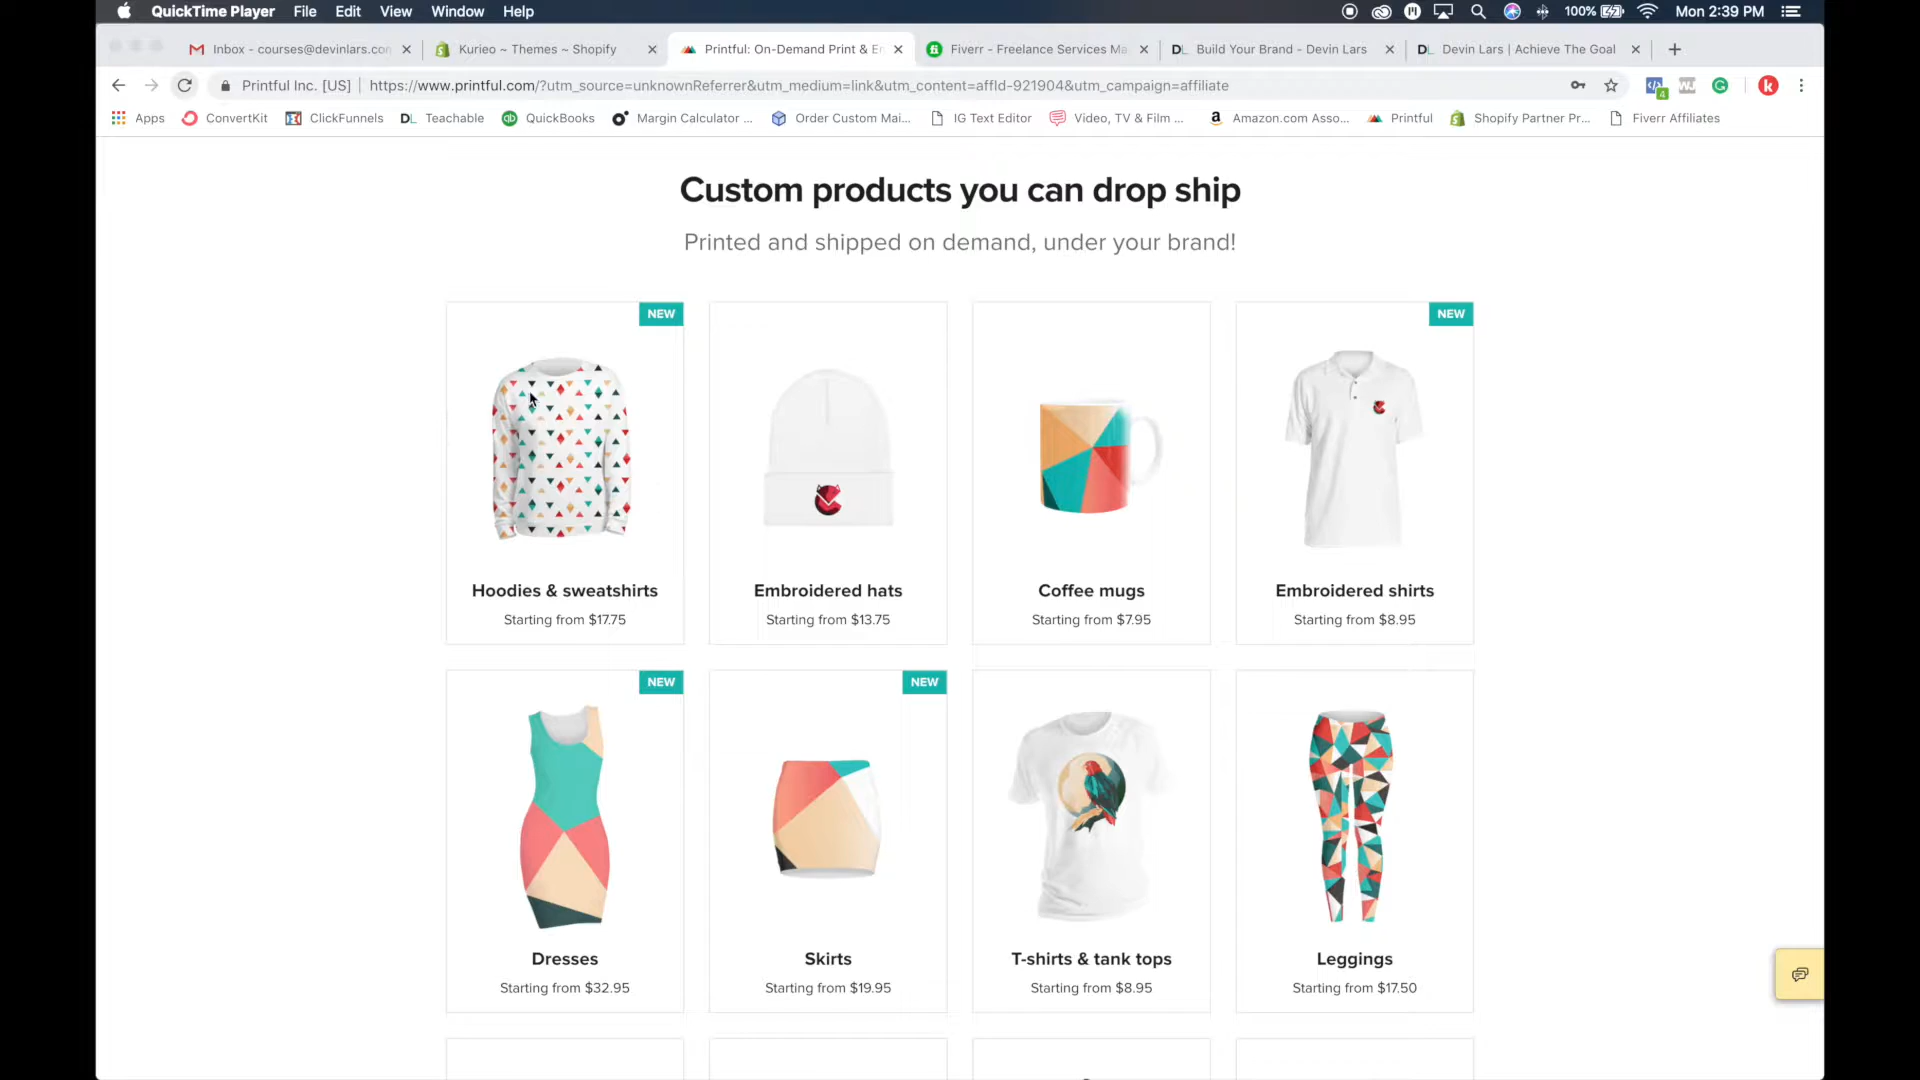 QuickTime Player File Edit View Window Help 100% Mon 2:39 PM
Inbox - courses@devinlars.con Kurieo ~ Themes ~ Shopify Printful: On-Demand Print & En Fiverr - Freelance Services Ma Build Your Brand - Devin Lars Devin Lars | Achieve The Goal
Printful Inc. [US] https://www.printful.com/?utm_source=unknownReferrer&utm_medium=link&utm_content=affId-921904&utm_campaign=affiliate
Apps ConvertKit ClickFunnels DL Teachable QuickBooks Margin Calculator ... Order Custom Mai... IG Text Editor Video, TV & Film ... Amazon.com Asso... Printful Shopify Partner Pr... Fiverr Affiliates
Custom products you can drop ship
Printed and shipped on demand, under your brand!
NEW NEW
Hoodies & sweatshirts Embroidered hats Coffee mugs Embroidered shirts
Starting from $17.75 Starting from $13.75 Starting from $7.95 Starting from $8.95
NEW NEW
Dresses Skirts T-shirts & tank tops Leggings
Starting from $32.95 Starting from $19.95 Starting from $8.95 Starting from $17.50